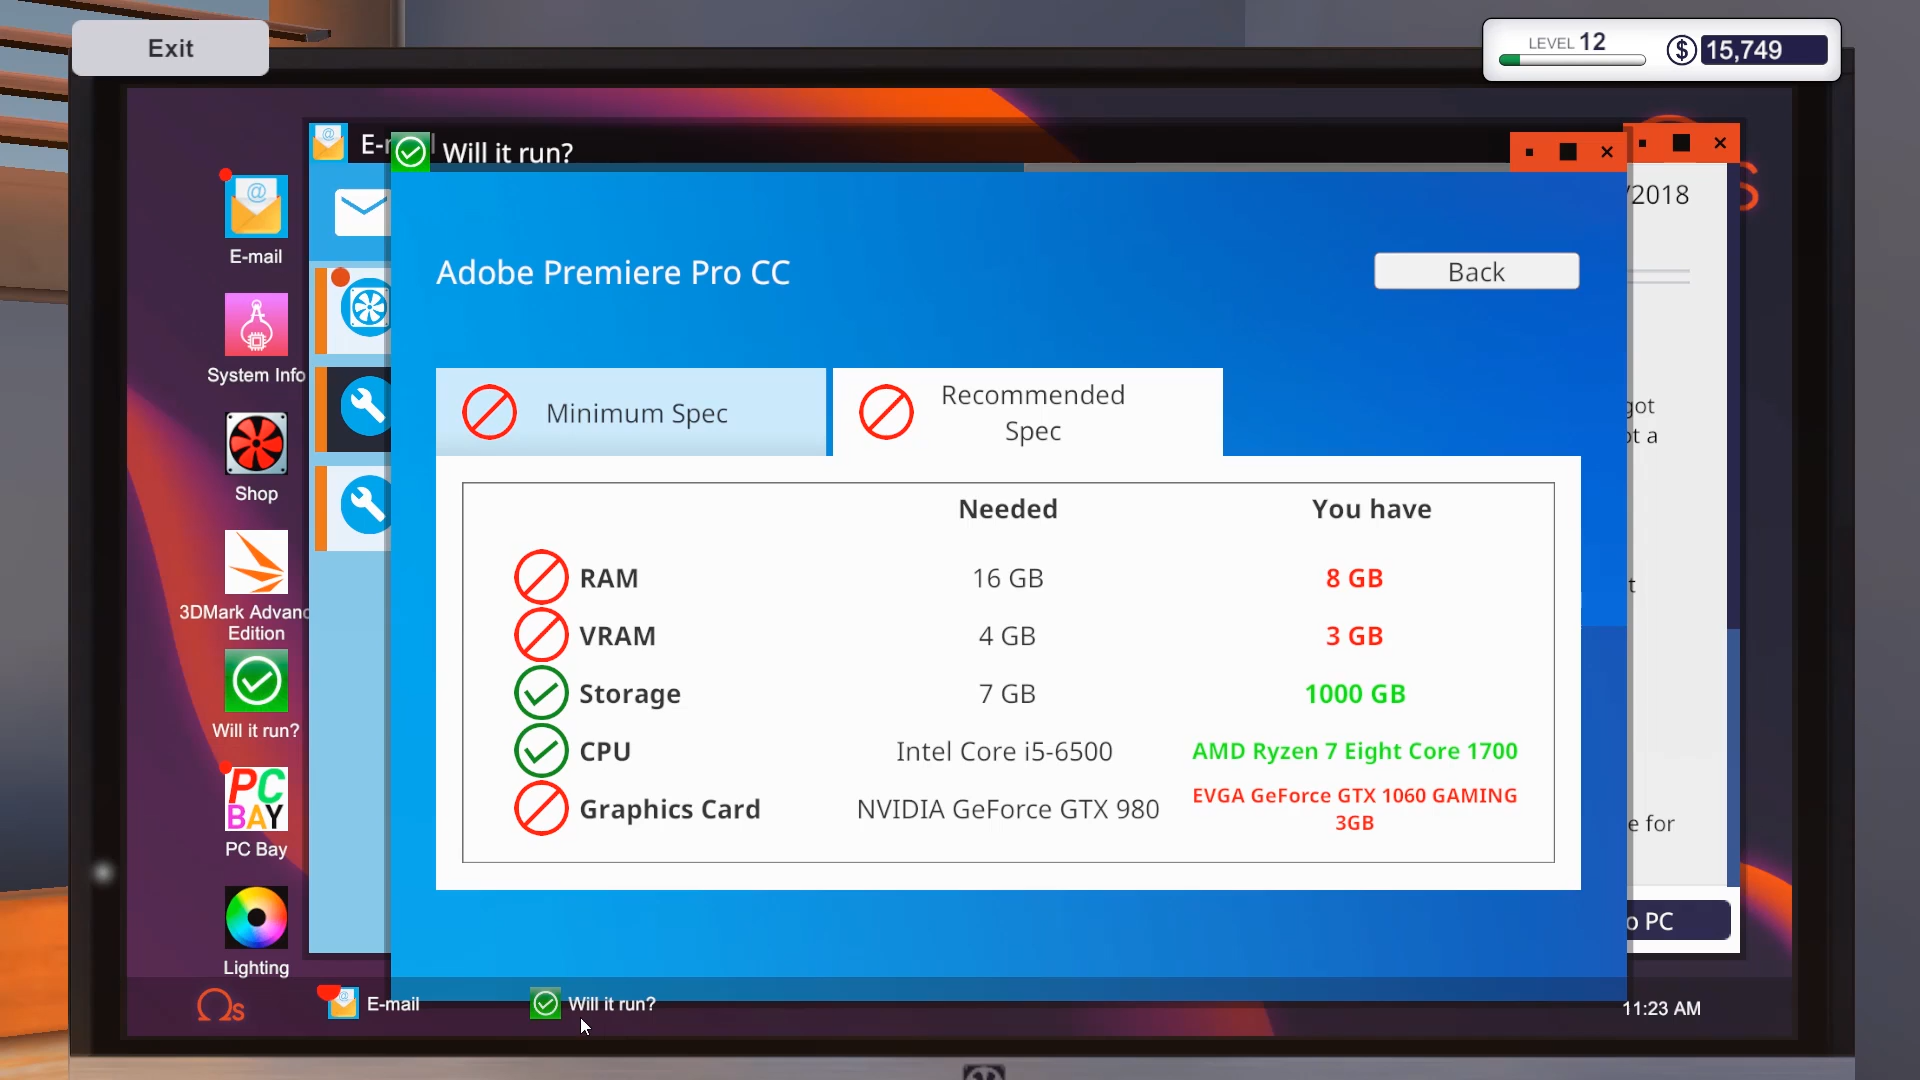 Exit
LEVEL 12
$ 15,749
E-mail
Will it run?
/2018
E-mail
System Info
Shop
3DMark Advanc
Edition
Will it run?
PC
BAY
PC Bay
Lighting
Adobe Premiere Pro CC
Back
Minimum Spec
Recommended
Spec
Needed
You have
RAM
16 GB
8 GB
VRAM
4 GB
3 GB
Storage
7 GB
1000 GB
CPU
Intel Core i5-6500
AMD Ryzen 7 Eight Core 1700
Graphics Card
NVIDIA GeForce GTX 980
EVGA GeForce GTX 1060 GAMING
3GB
got
ot a
t
e for
o PC
Ωs
E-mail
Will it run?
11:23 AM